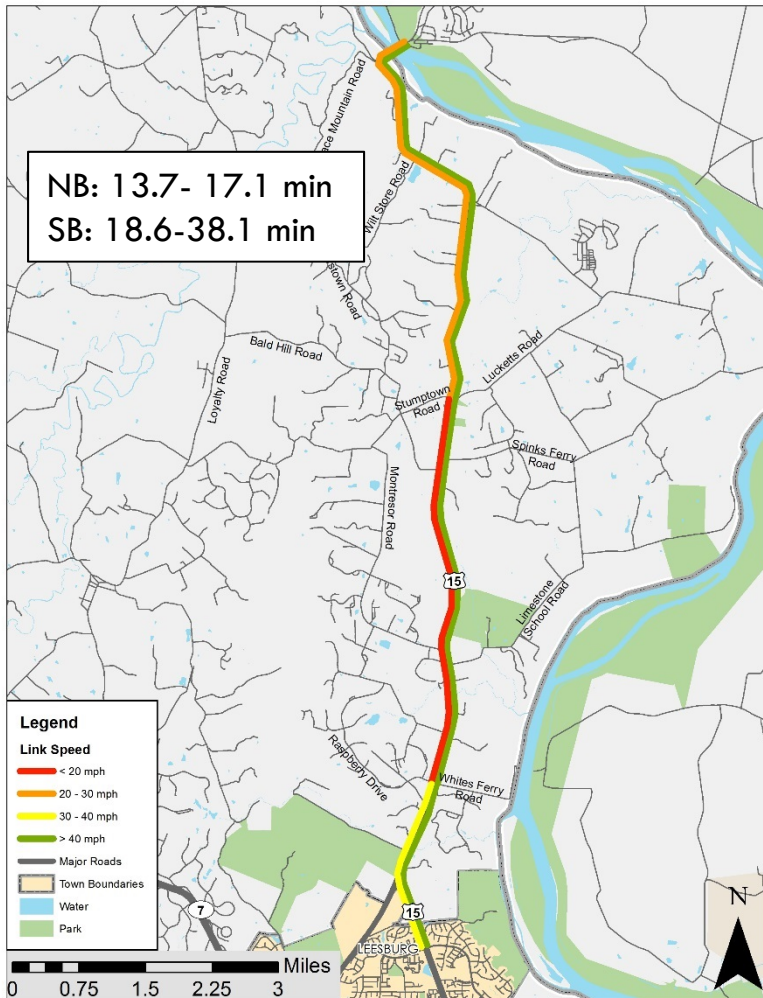 ace Mountain Road
NB: 13.7- 17.1 min
SB: 18.6-38.1 min
Wilt Store Road
stown Road
Bald Hill Road
Lucketts Road
Loyalty Road
Stumptown
Road
Spinks Ferry
Road
Montresor Road
15
Limestone
School Road
Legend
Link Speed
< 20 mph
20 - 30 mph
30 - 40 mph
> 40 mph
Major Roads
Town Boundaries
Water
Park
Raspberry Drive
Whites Ferry
Road
7
15
LEESBURG
N
Miles
0 0.75 1.5 2.25 3